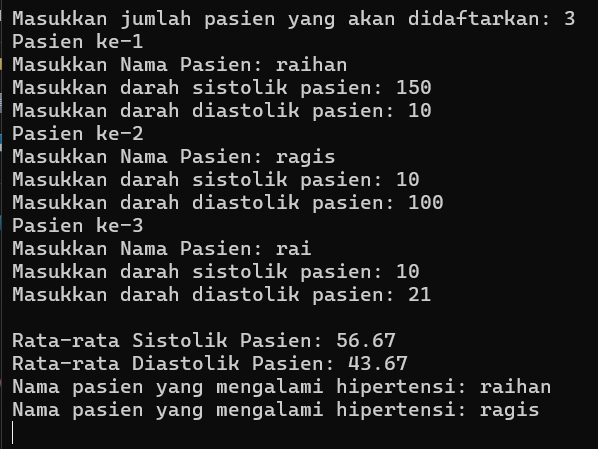 Masukkan jumlah pasien yang akan didaftarkan: 3
Pasien ke-1
Masukkan Nama Pasien: raihan
Masukkan darah sistolik pasien: 150
Masukkan darah diastolik pasien: 10
Pasien ke-2
Masukkan Nama Pasien: ragis
Masukkan darah sistolik pasien: 10
Masukkan darah diastolik pasien: 100
Pasien ke-3
Masukkan Nama Pasien: rai
Masukkan darah sistolik pasien: 10
Masukkan darah diastolik pasien: 21
Rata-rata Sistolik Pasien: 56.67
Rata-rata Diastolik Pasien: 43.67
Nama pasien yang mengalami hipertensi: raihan
Nama pasien yang mengalami hipertensi: ragis